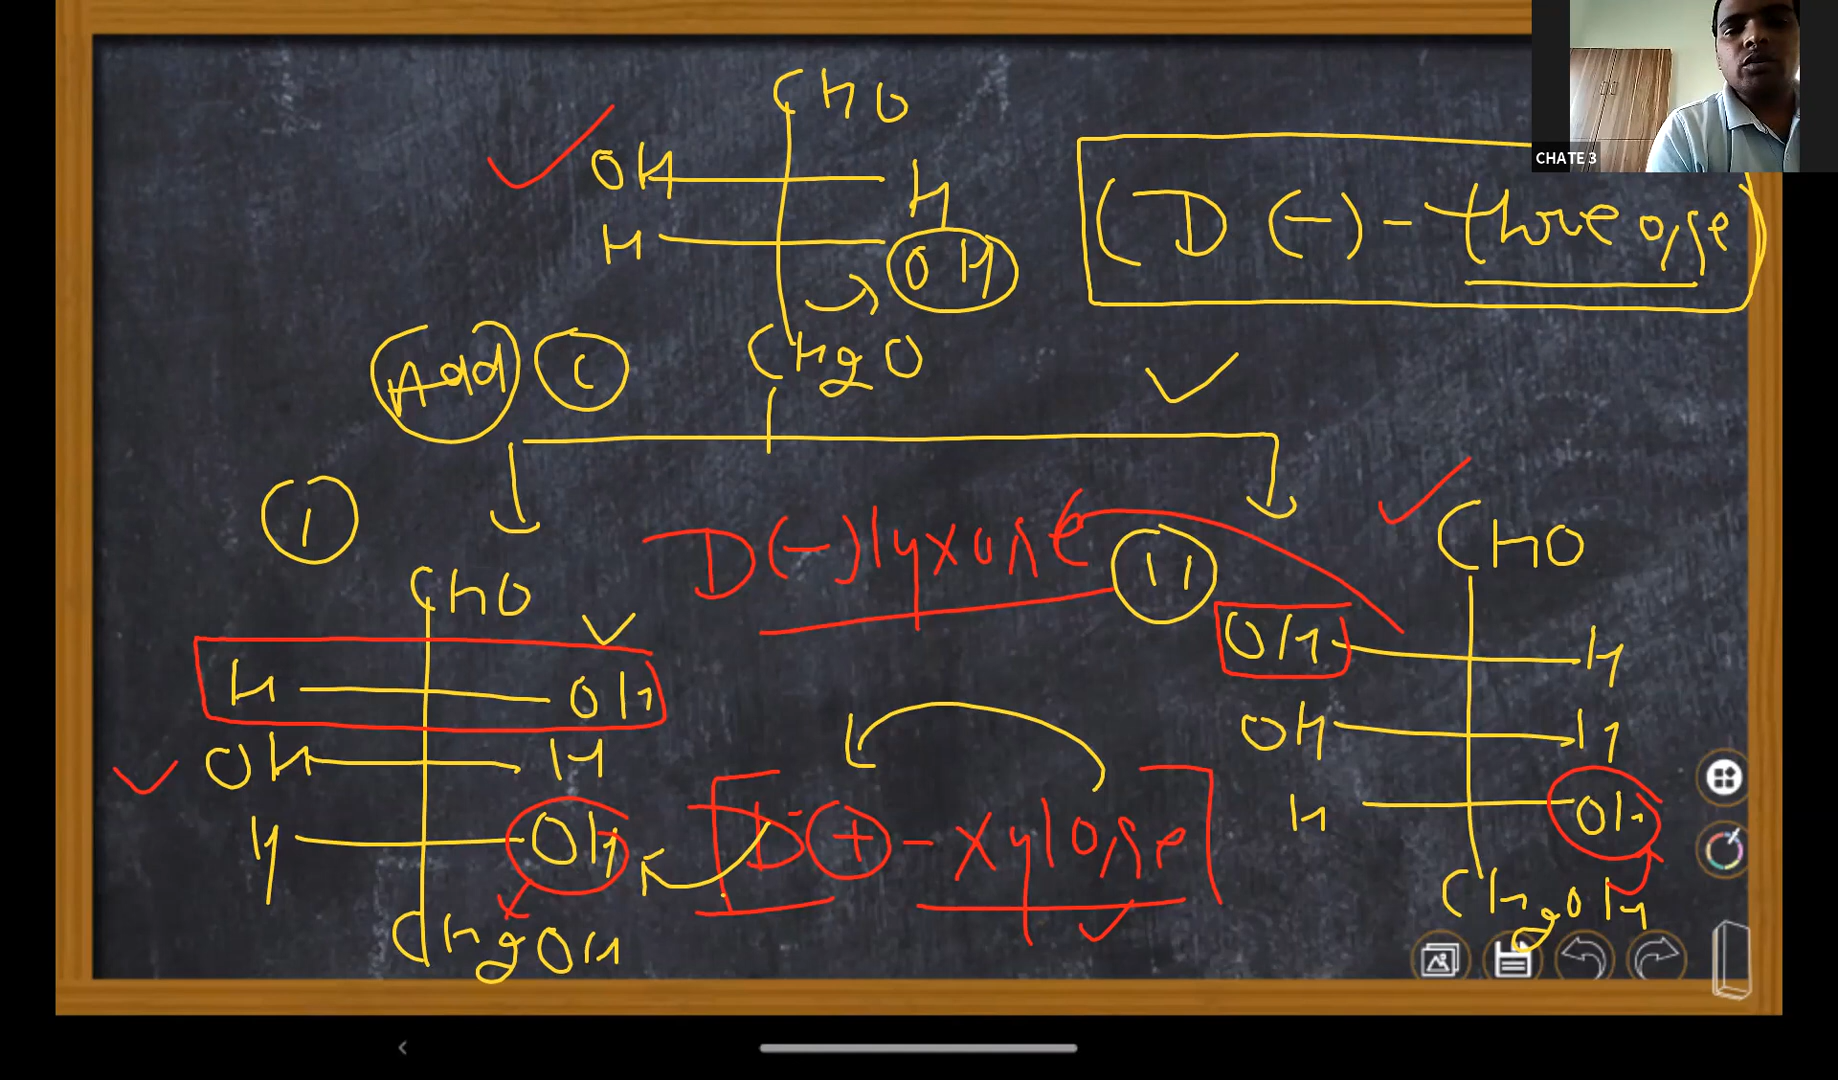 CHO
OH H
H OH
CH2O
(D (-) - threose
Add C
I
II
D(-)lyxose
CHO
H OH
OH H
H OH
CH2OH
D(+)-xylose
CHO
OH H
OH H
H OH
CH2OH
CHATE 3